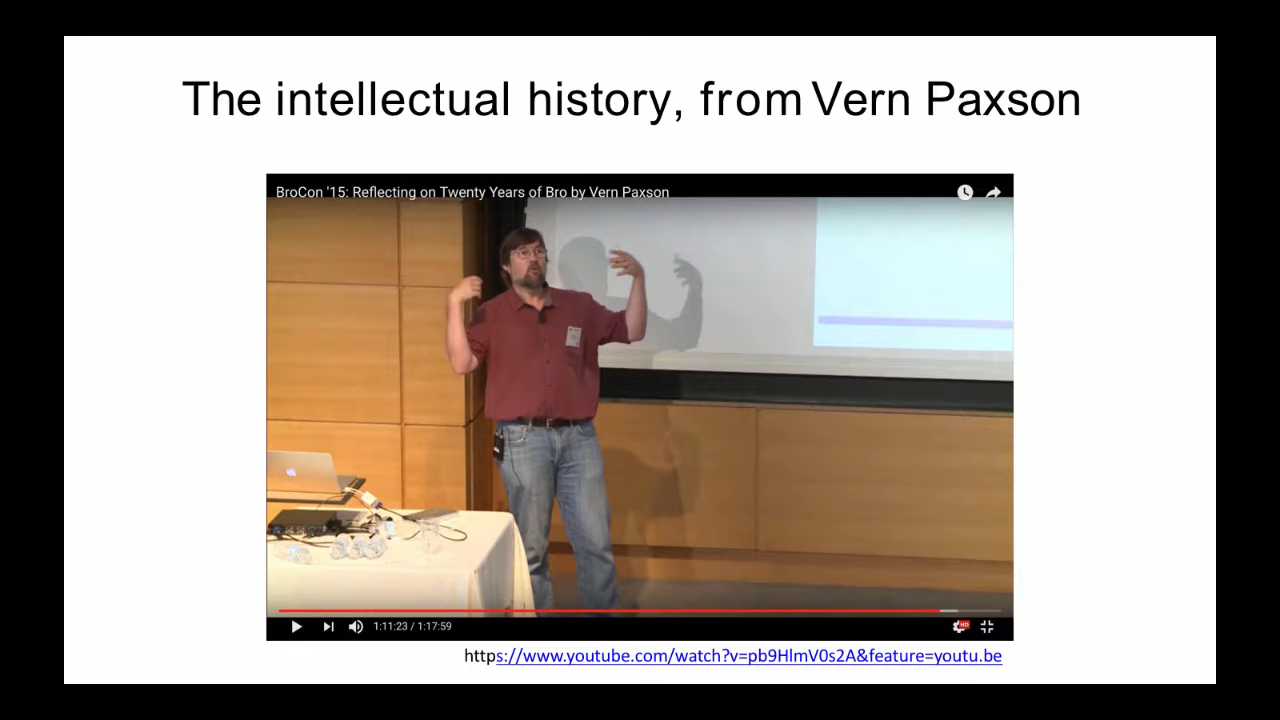 The intellectual history, from Vern Paxson
BroCon '15: Reflecting on Twenty Years of Bro by Vern Paxson
1:11:23 / 1:17:59
HD
https://www.youtube.com/watch?v=pb9HlmV0s2A&feature=youtu.be